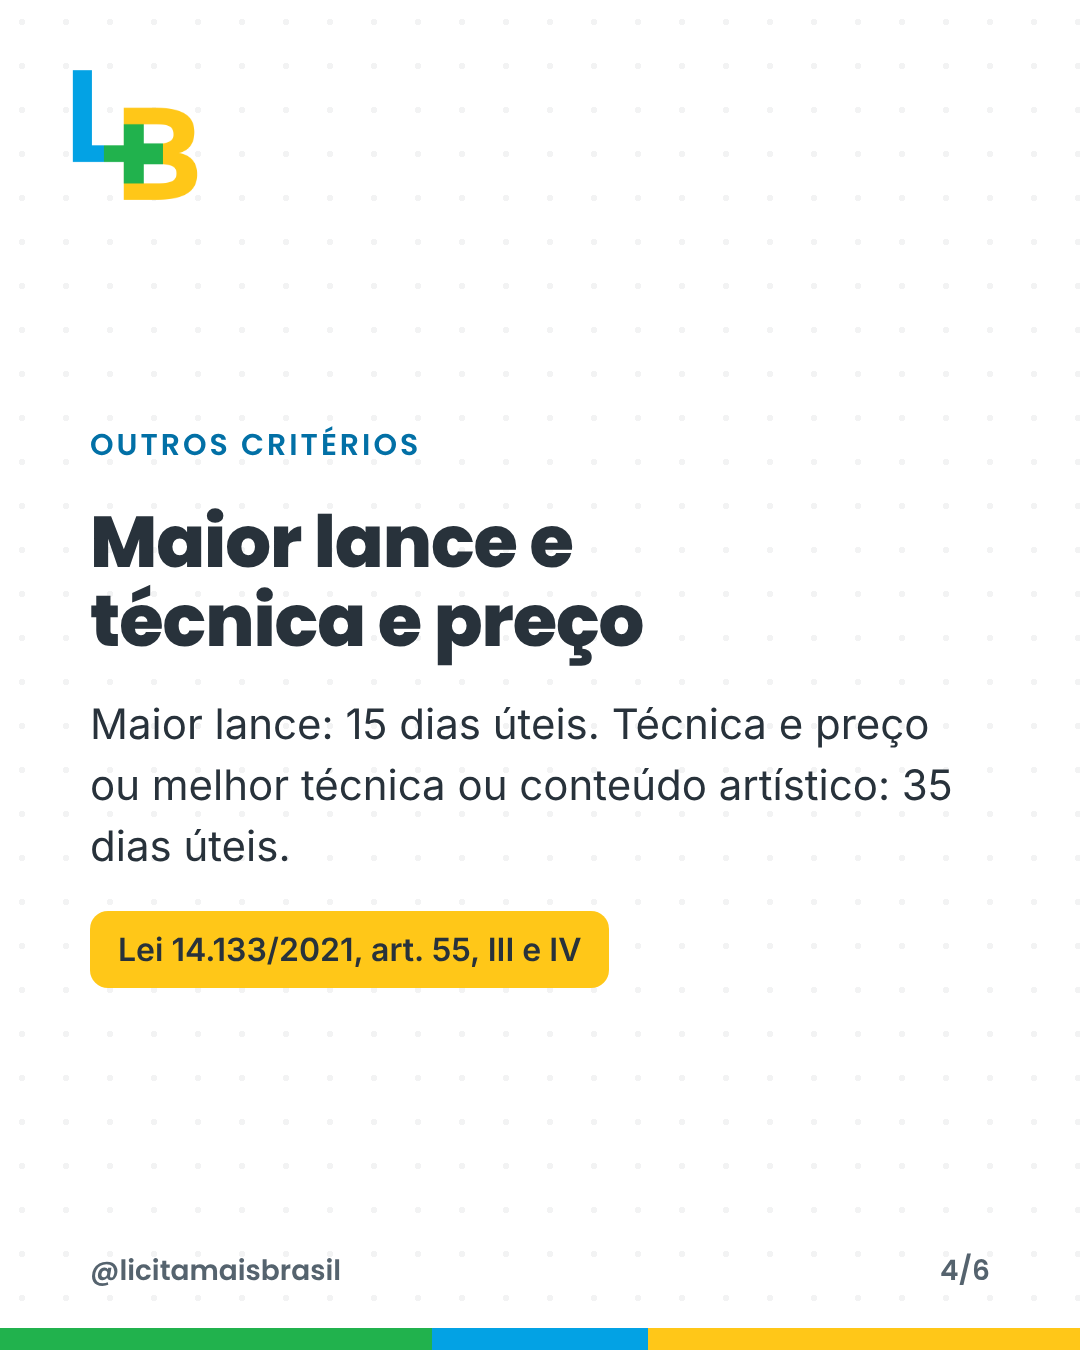 L+B
OUTROS CRITÉRIOS
Maior lance e
técnica e preço
Maior lance: 15 dias úteis. Técnica e preço
ou melhor técnica ou conteúdo artístico: 35
dias úteis.
Lei 14.133/2021, art. 55, III e IV
@licitamaisbrasil
4/6